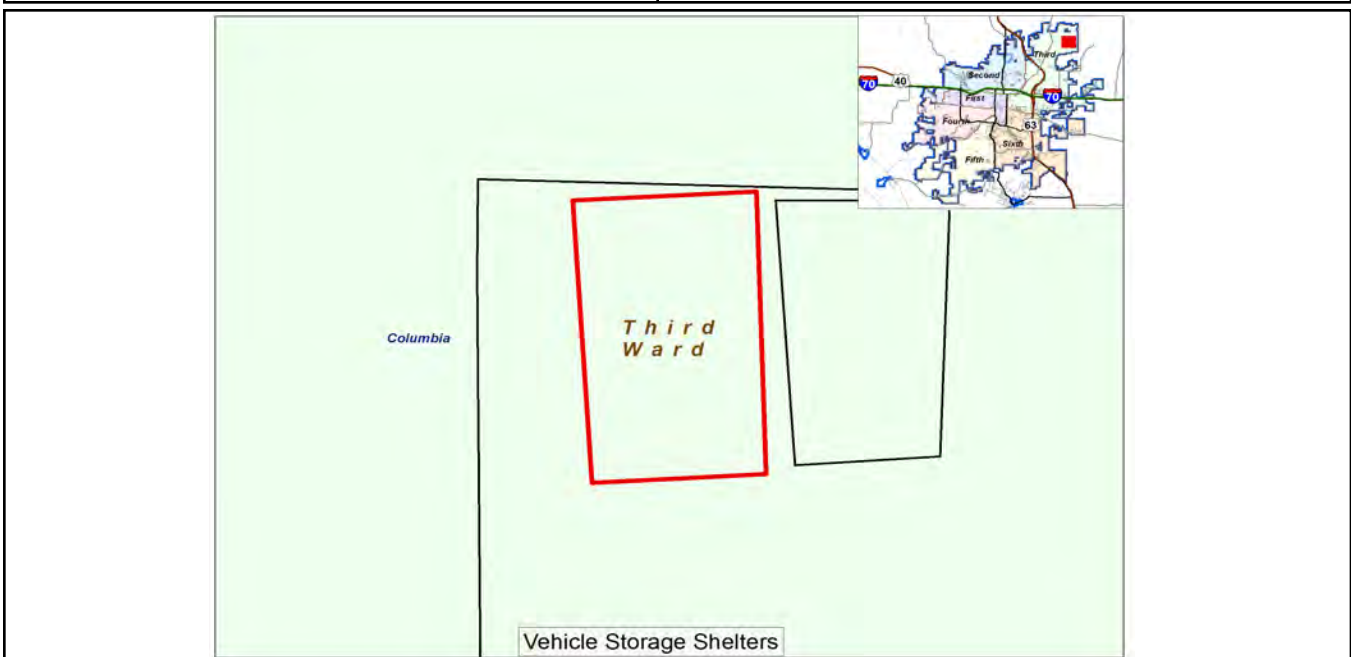 Third
Second
70
40
First
70
Fourth
63
Sixth
Fifth
Third
Ward
Columbia
Vehicle Storage Shelters